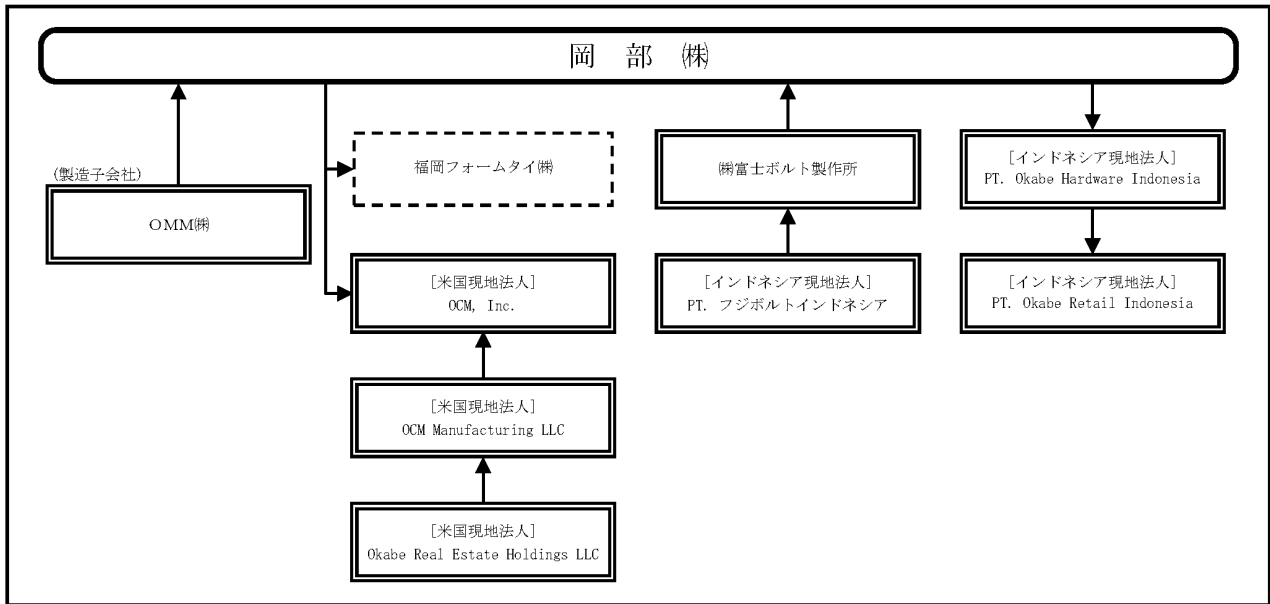 岡 部 ㈱
(製造子会社)
OMM㈱
福岡フォームタイ㈱
[米国現地法人]
OCM, Inc.
[米国現地法人]
OCM Manufacturing LLC
[米国現地法人]
Okabe Real Estate Holdings LLC
㈱富士ボルト製作所
[インドネシア現地法人]
PT. フジボルトインドネシア
[インドネシア現地法人]
PT. Okabe Hardware Indonesia
[インドネシア現地法人]
PT. Okabe Retail Indonesia